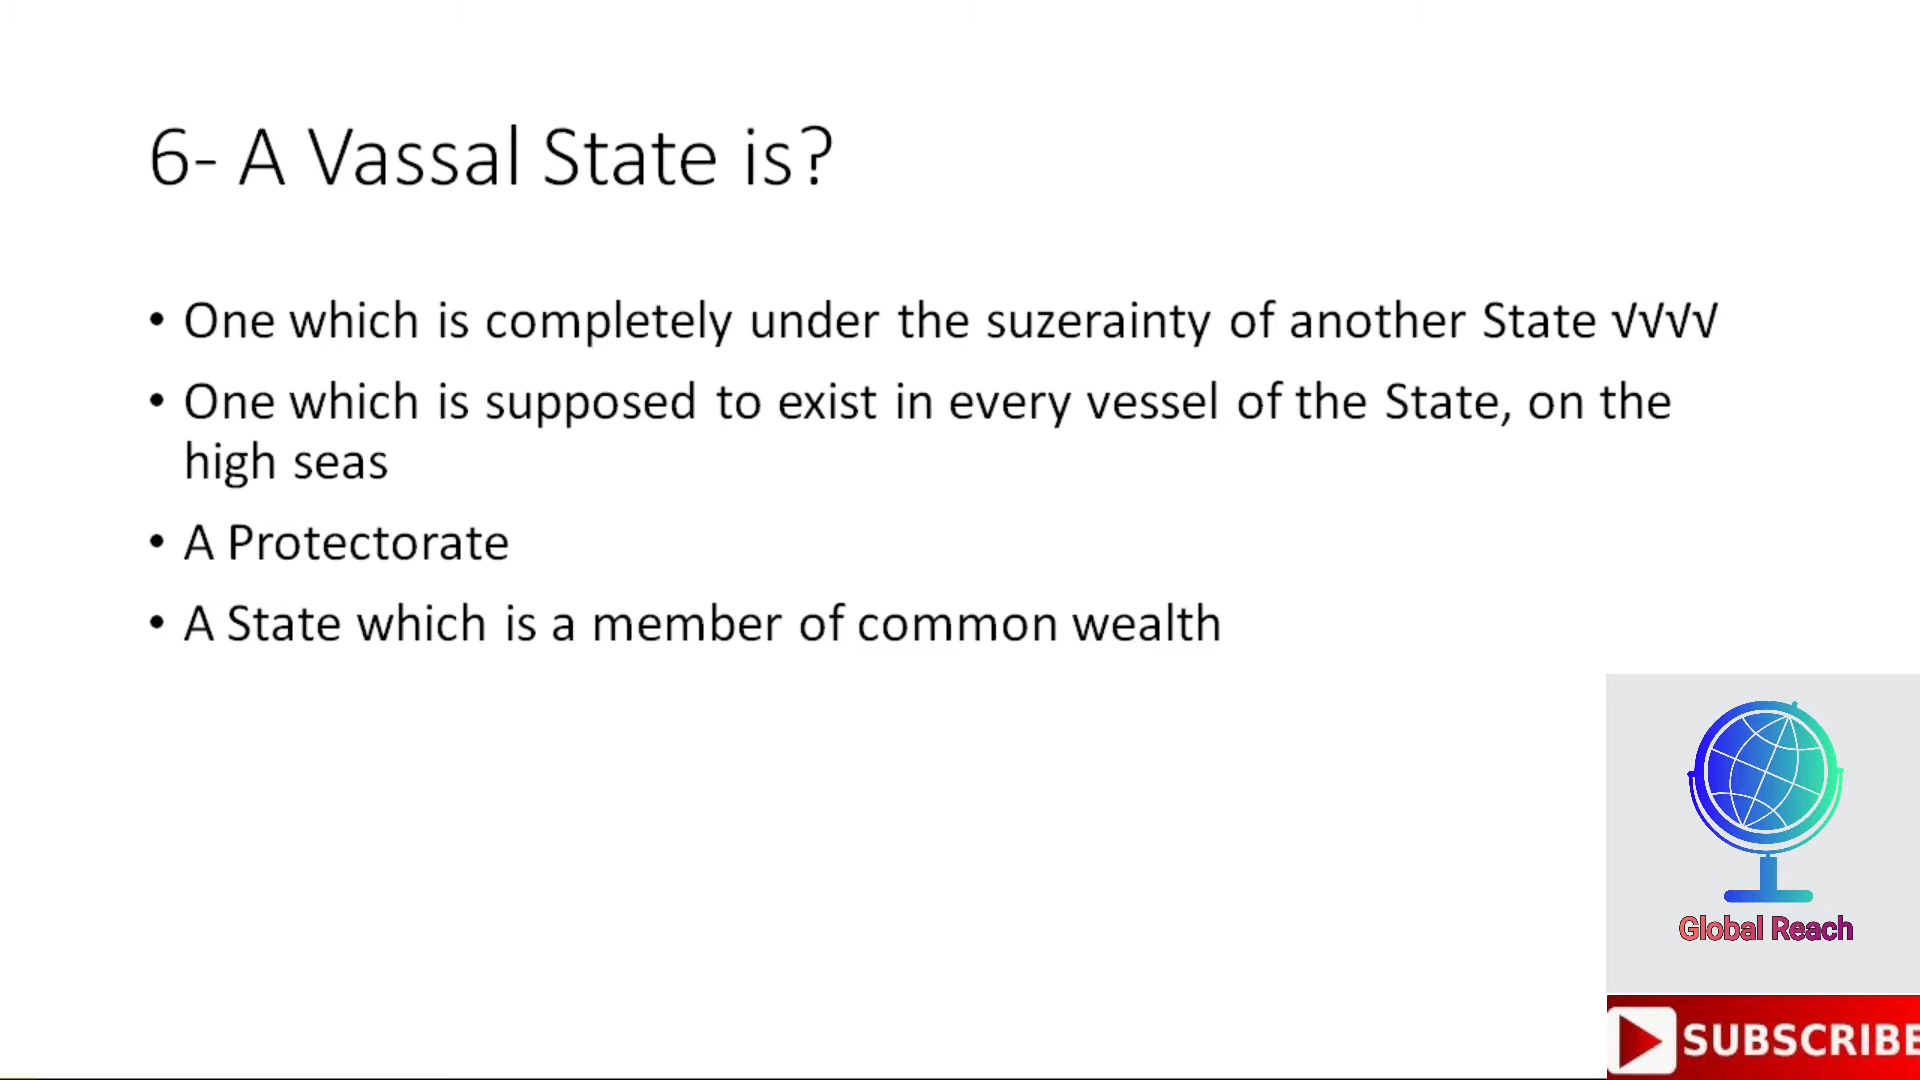 6- A Vassal State is?
• One which is completely under the suzerainty of another State √√√√
• One which is supposed to exist in every vessel of the State, on the
high seas
• A Protectorate
• A State which is a member of common wealth
Global Reach
SUBSCRIBE